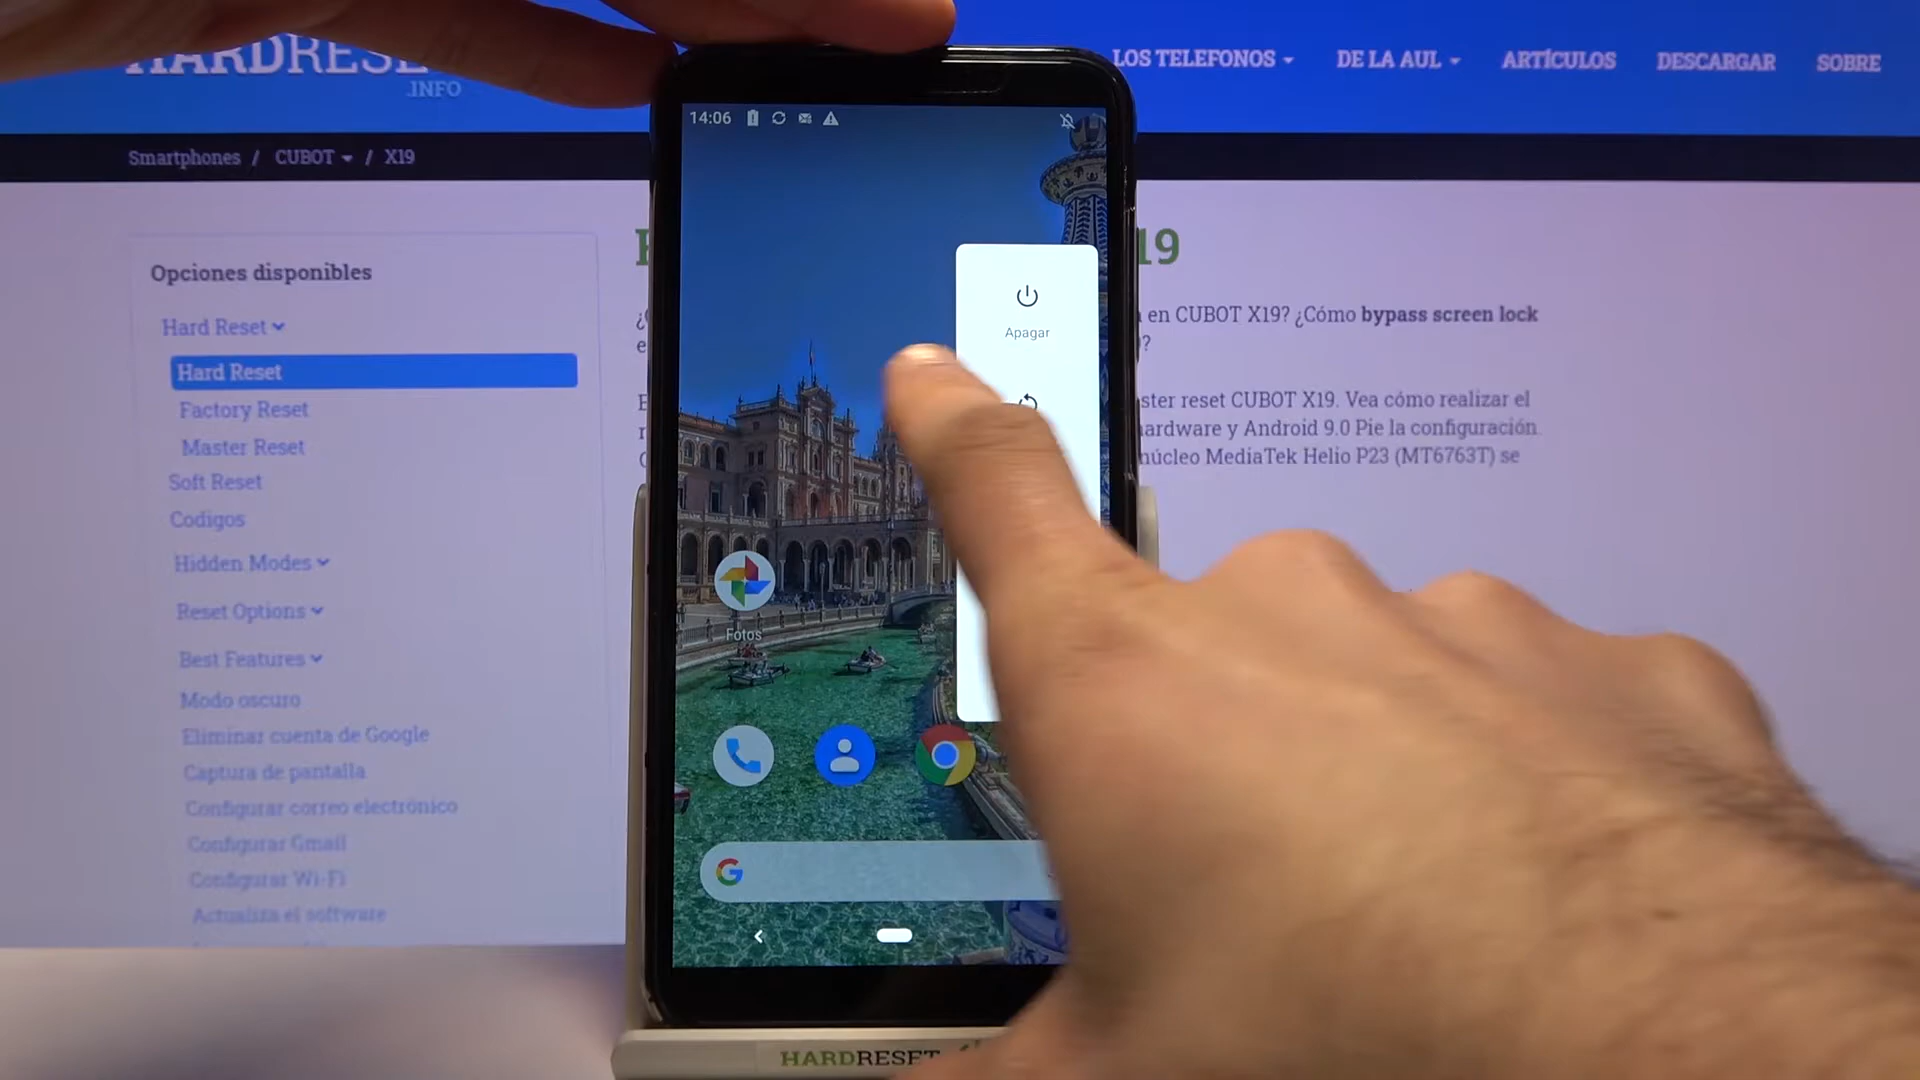 HARDRESE
.INFO
LOS TELEFONOS
DE LA AUL
ARTÍCULOS
DESCARGAR
SOBRE
Smartphones / CUBOT / X19
14:06
Opciones disponibles
Hard Reset
Hard Reset
Factory Reset
Master Reset
Soft Reset
Codigos
Hidden Modes
Reset Options
Best Features
Modo oscuro
Eliminar cuenta de Google
Captura de pantalla
Configurar correo electrónico
Configurar Gmail
Configurar Wi-Fi
Actualiza el software
19
en CUBOT X19? ¿Cómo bypass screen lock
?
ster reset CUBOT X19. Vea cómo realizar el
hardware y Android 9.0 Pie la configuración.
núcleo MediaTek Helio P23 (MT6763T) se
Apagar
Fotos
HARDRESET